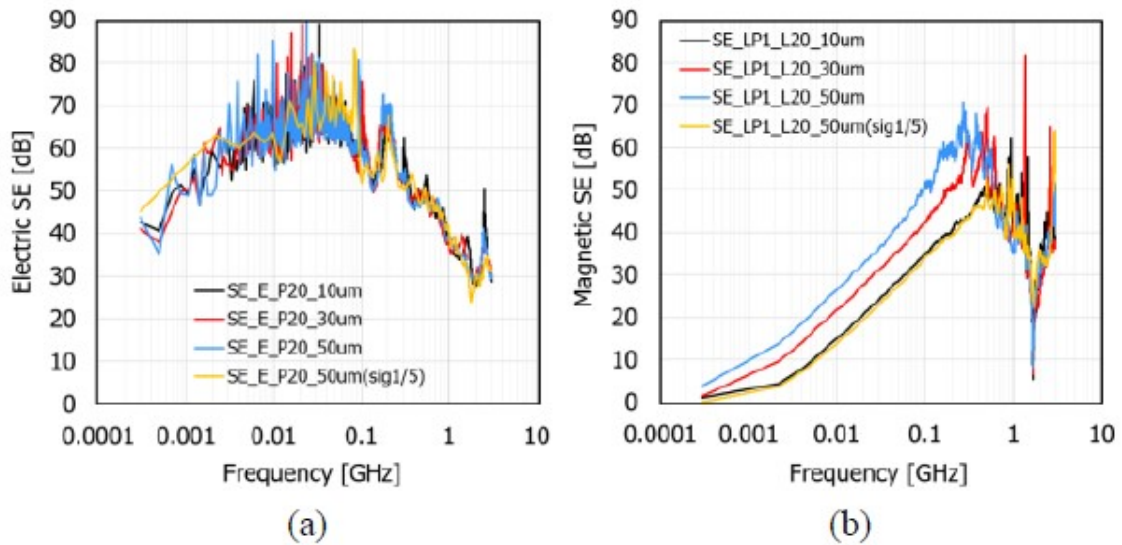 90
80
70
60
50
40
30
20
10
0
Electric SE [dB]
SE_E_P20_10um
SE_E_P20_30um
SE_E_P20_50um
SE_E_P20_50um(sig1/5)
0.0001 0.001 0.01 0.1 1 10
Frequency [GHz]
(a)
90
80
70
60
50
40
30
20
10
0
Magnetic SE [dB]
SE_LP1_L20_10um
SE_LP1_L20_30um
SE_LP1_L20_50um
SE_LP1_L20_50um(sig1/5)
0.0001 0.001 0.01 0.1 1 10
Frequency [GHz]
(b)